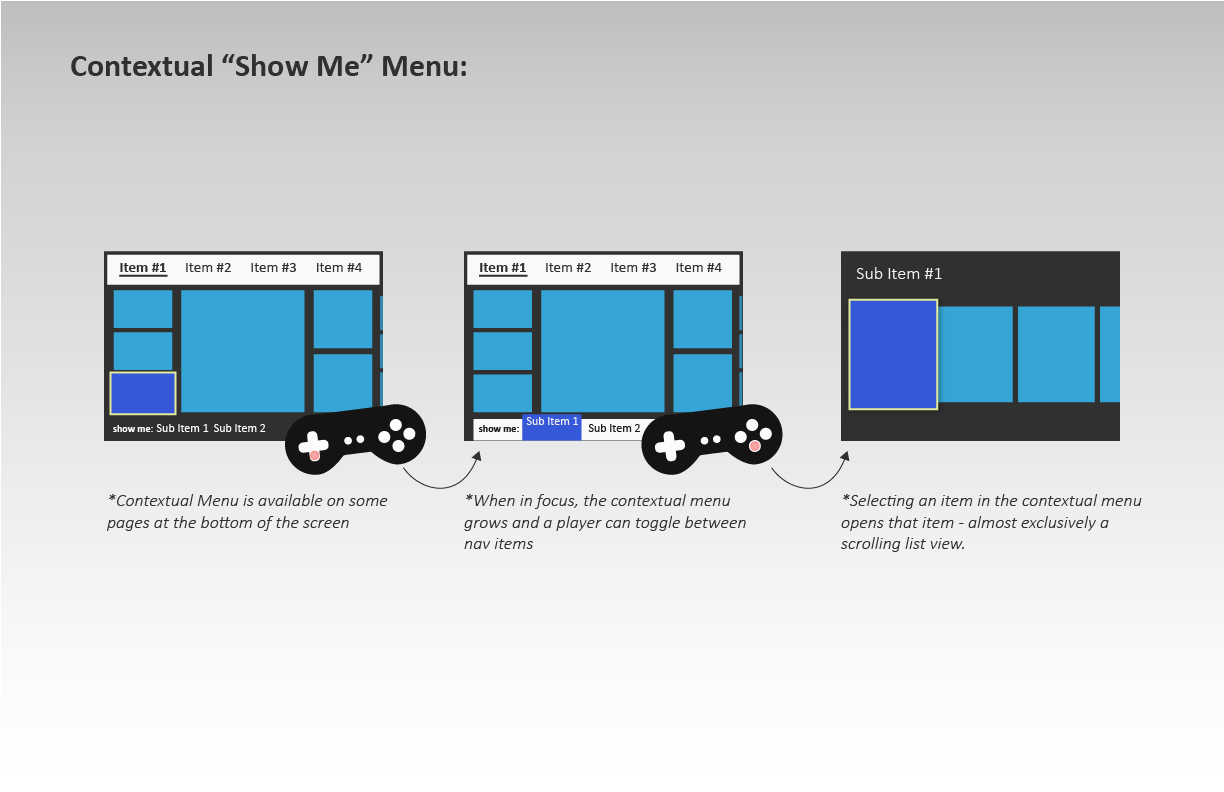 Contextual “Show Me” Menu:
Item #1 Item #2 Item #3 Item #4
show me: Sub Item 1 Sub Item 2
*Contextual Menu is available on some
pages at the bottom of the screen
Item #1 Item #2 Item #3 Item #4
show me: Sub Item 1 Sub Item 2
*When in focus, the contextual menu
grows and a player can toggle between
nav items
Sub Item #1
*Selecting an item in the contextual menu
opens that item - almost exclusively a
scrolling list view.